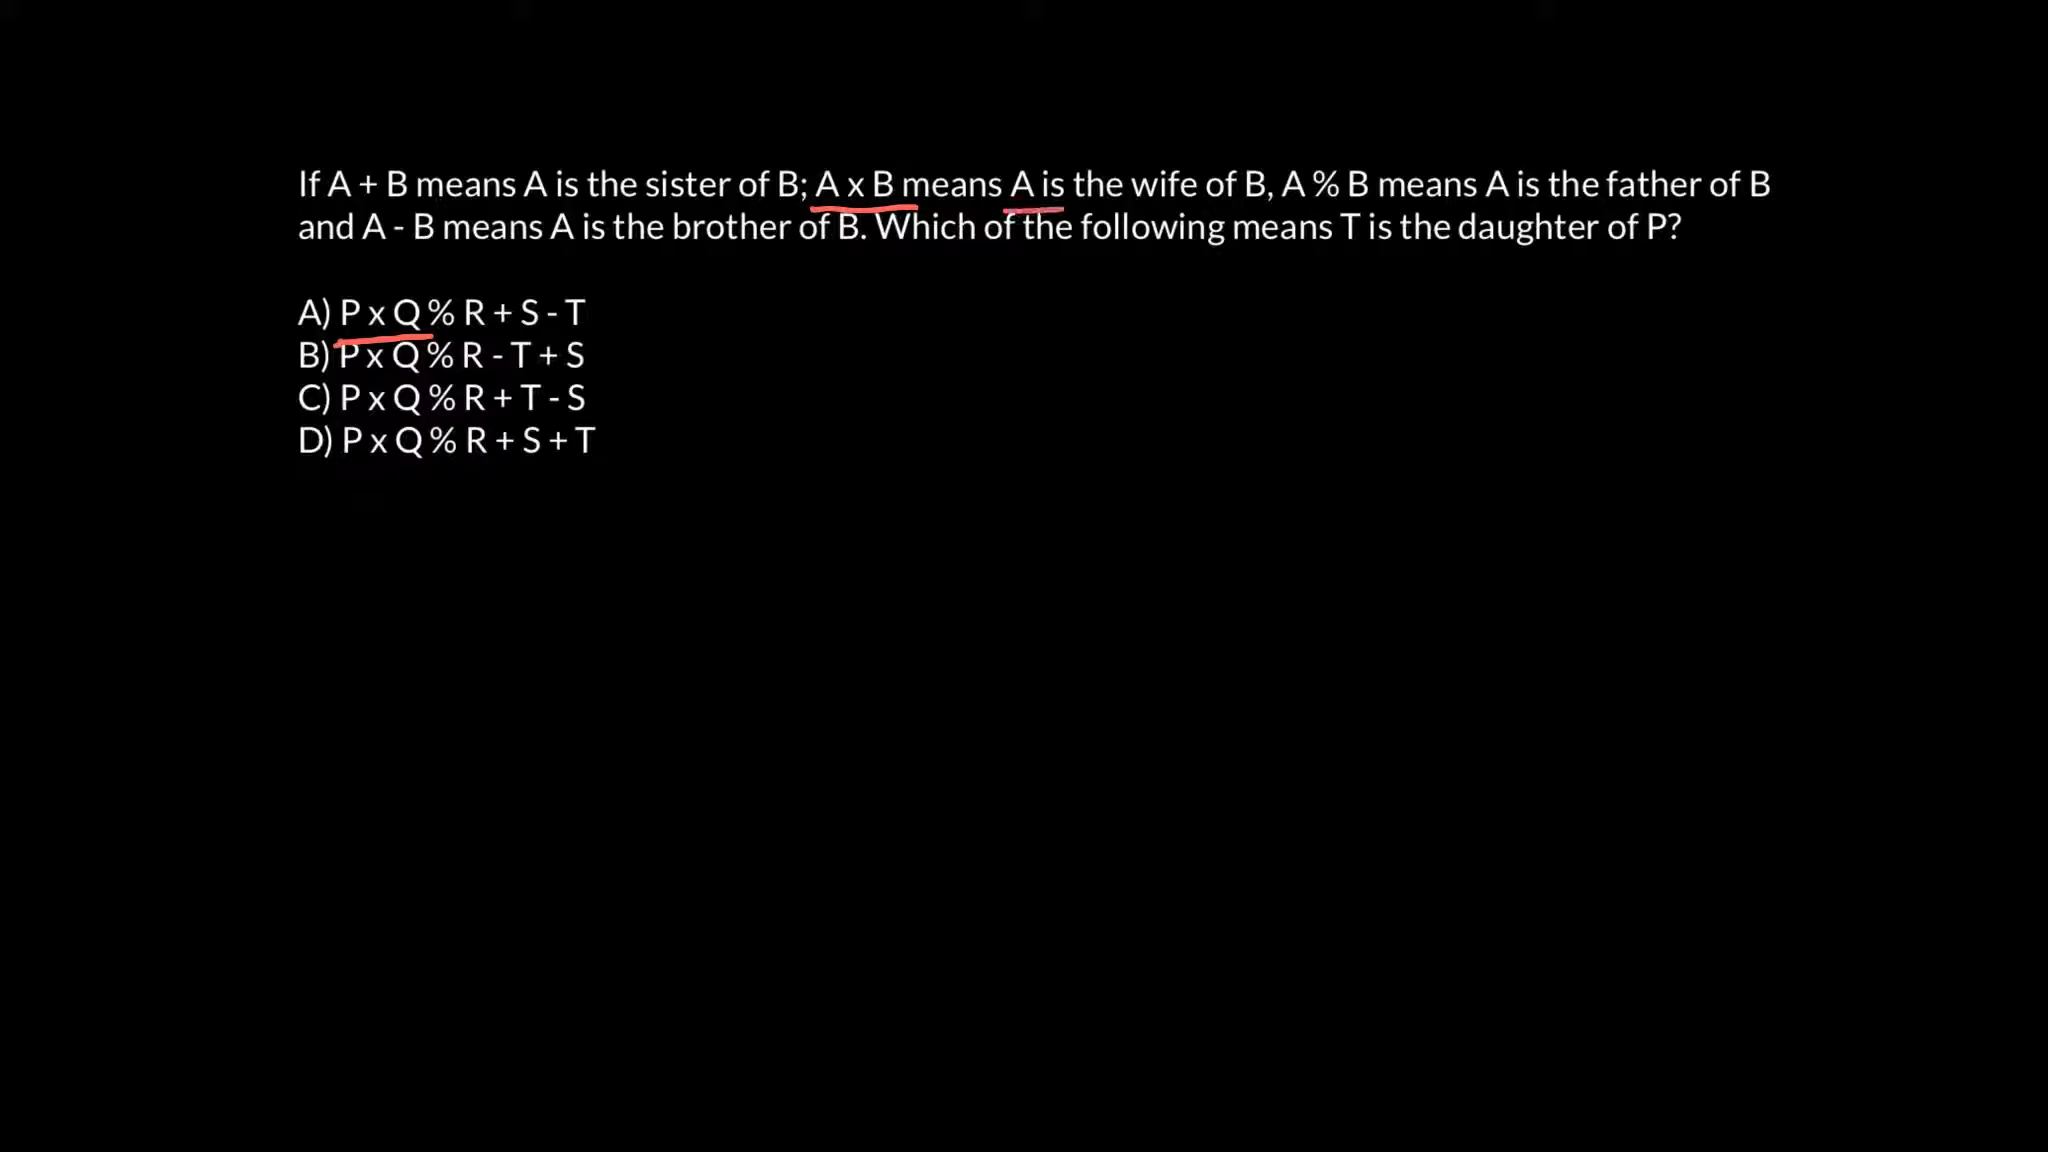 If A + B means A is the sister of B; A x B means A is the wife of B, A % B means A is the father of B
and A - B means A is the brother of B. Which of the following means T is the daughter of P?
A) P x Q % R + S - T
B) P x Q % R - T + S
C) P x Q % R + T - S
D) P x Q % R + S + T